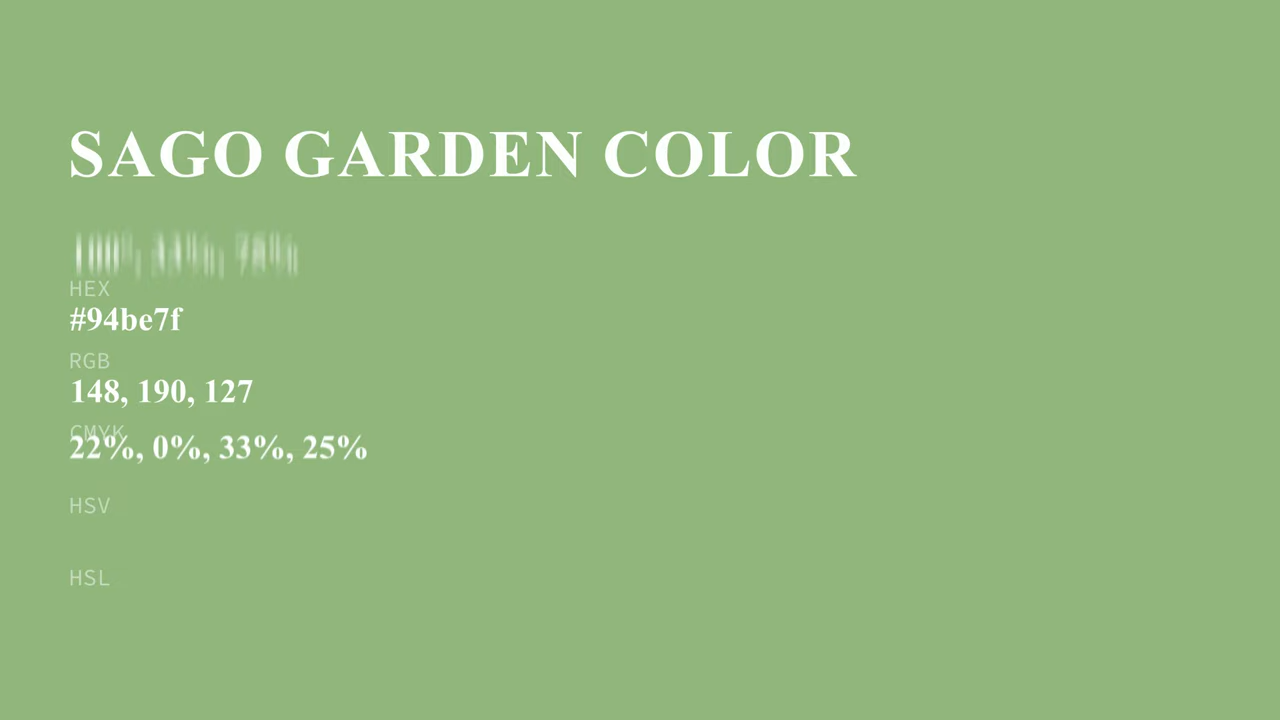 SAGO GARDEN COLOR
HEX
#94be7f
RGB
148, 190, 127
CMYK
22%, 0%, 33%, 25%
HSV
HSL